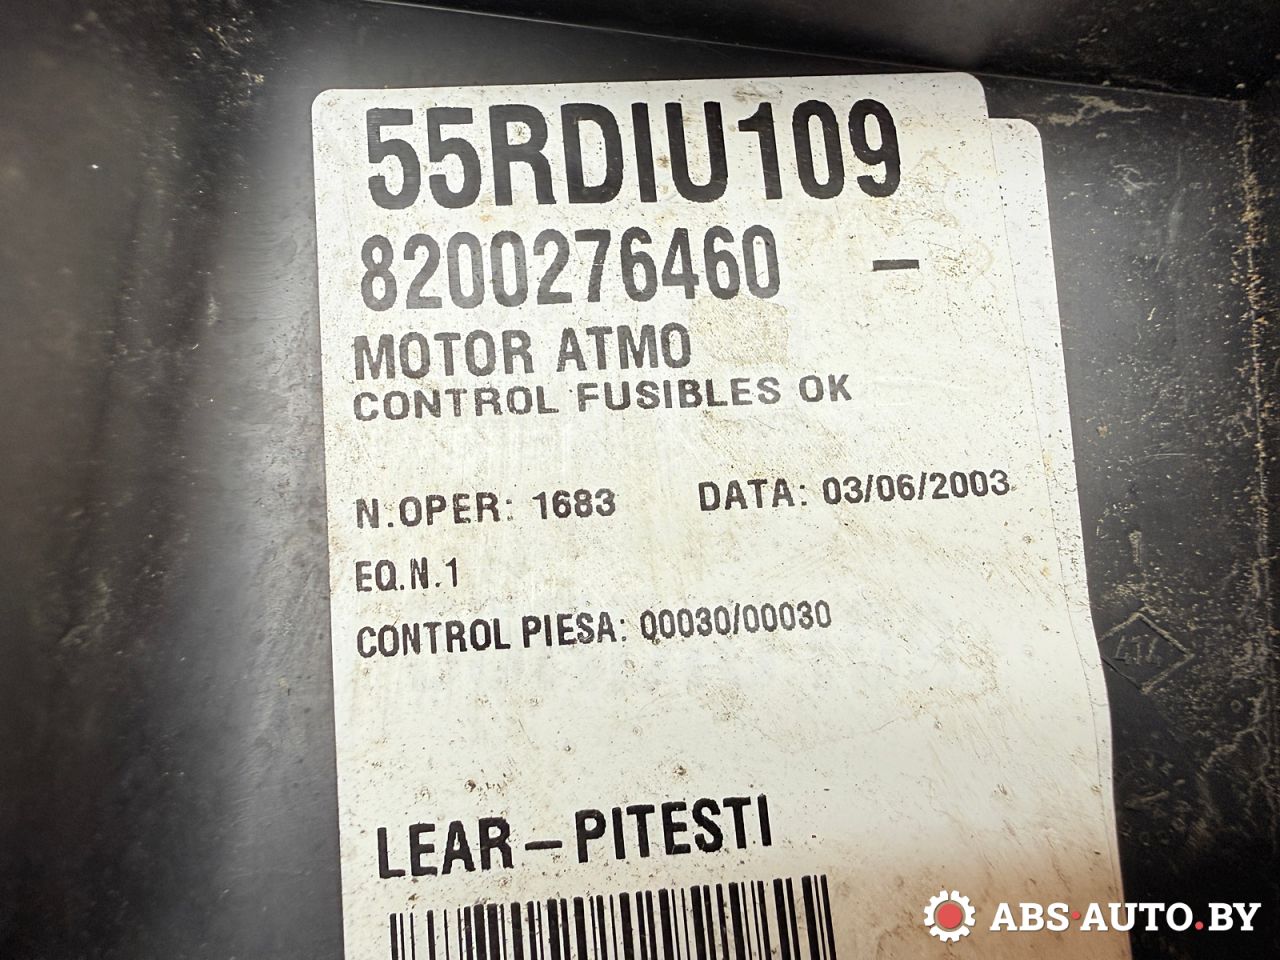 55RDIU109
8200276460 –
MOTOR ATMO
CONTROL FUSIBLES OK
N.OPER: 1683 DATA: 03/06/2003
EQ.N.1
CONTROL PIESA: 00030/00030
LEAR-PITESTI
ABS·AUTO.BY